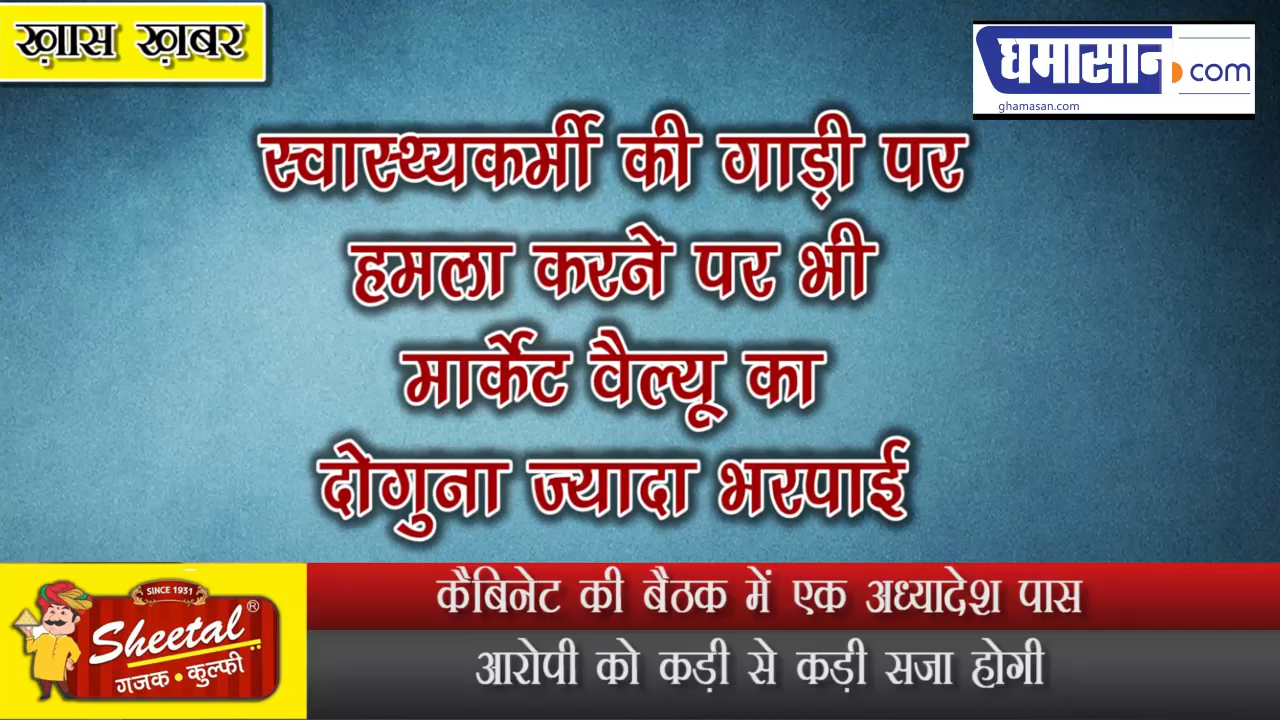 ख़ास ख़बर
घमासान.com
ghamasan.com
स्वास्थ्यकर्मी की गाड़ी पर
हमला करने पर भी
मार्केट वैल्यू का
दोगुना ज्यादा भरपाई
कैबिनेट की बैठक में एक अध्यादेश पास
आरोपी को कड़ी से कड़ी सजा होगी
SINCE 1931
Sheetal®
गजक • कुल्फी